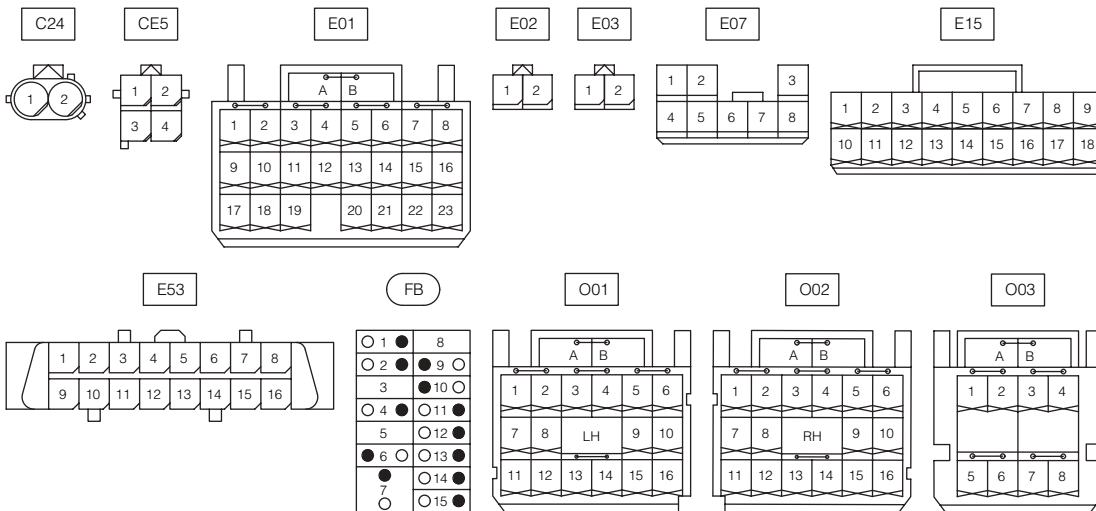 C24 CE5 E01 E02 E03 E07 E15
1 2
1 2
3 4
A B
1 2 3 4 5 6 7 8
9 10 11 12 13 14 15 16
17 18 19 20 21 22 23
1 2
1 2
1 2 3
4 5 6 7 8
1 2 3 4 5 6 7 8 9
10 11 12 13 14 15 16 17 18
E53 FB O01 O02 O03
1 2 3 4 5 6 7 8
9 10 11 12 13 14 15 16
1 8
2 9
3 10
4 11
5 12
6 13
7 14
15
A B
1 2 3 4 5 6
7 8 LH 9 10
11 12 13 14 15 16
A B
1 2 3 4 5 6
7 8 RH 9 10
11 12 13 14 15 16
A B
1 2 3 4
5 6 7 8